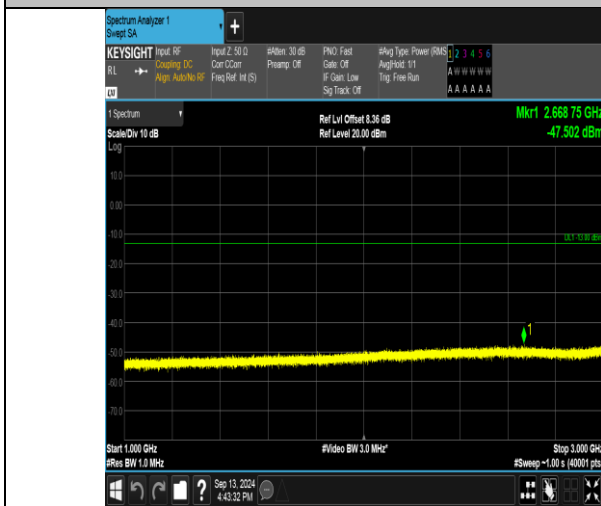 Spectrum Analyzer 1
Swept SA
+
KEYSIGHT Input: RF Input Z: 50 Ω #Atten: 30 dB PNO: Fast #Avg Type: Power (RMS 1 2 3 4 5 6
RL Coupling: DC Corr CCorr Preamp: Off Gate: Off Avg|Hold: 1/1 A W W W W W
Align: Auto/No RF Freq Ref: Int (S) IF Gain: Low Trig: Free Run
Sig Track: Off A A A A A A
1 Spectrum Ref Lvl Offset 8.36 dB Mkr1 2.668 75 GHz
Scale/Div 10 dB Ref Level 20.00 dBm -47.502 dBm
Log
10.0
0.00
-10.0
DL1 -13.00 dBm
-20.0
-30.0
1
-40.0
-50.0
-60.0
-70.0
Start 1.000 GHz #Video BW 3.0 MHz* Stop 3.000 GHz
#Res BW 1.0 MHz #Sweep ~1.00 s (40001 pts
? Sep 13, 2024
4:43:32 PM